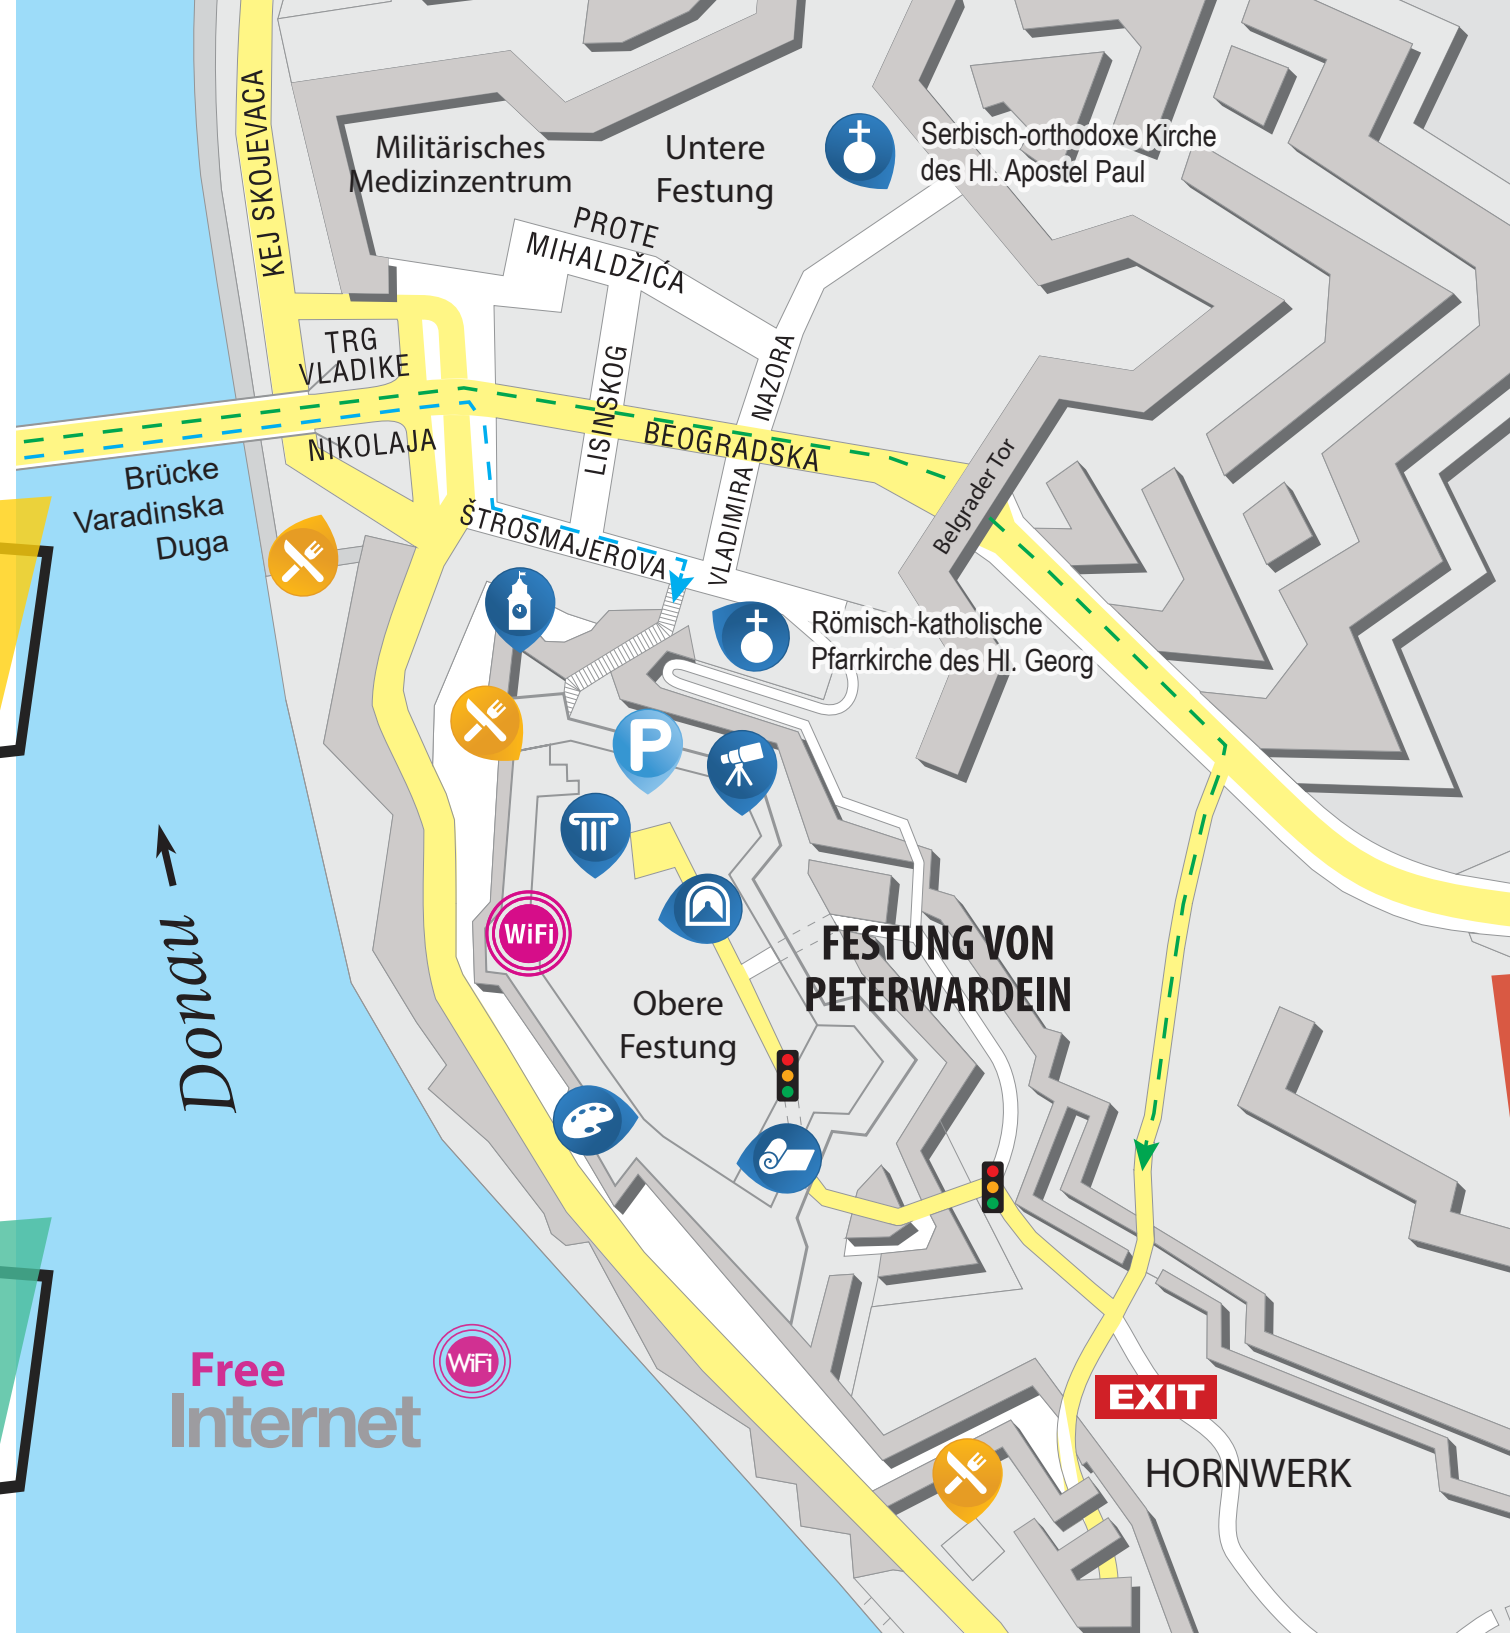 KEJ SKOJEVACA
Militärisches
Medizinzentrum
Untere
Festung
Serbisch-orthodoxe Kirche
des Hl. Apostel Paul
PROTE
MIHALDŽIĆA
TRG
VLADIKE
NIKOLAJA
LISINSKOG
NAZORA
VLADIMIRA
BEOGRADSKA
Belgrader Tor
Brücke
Varadinska
Duga
ŠTROSMAJEROVA
Römisch-katholische
Pfarrkirche des Hl. Georg
P
WiFi
FESTUNG VON
PETERWARDEIN
Obere
Festung
Donau
Free
Internet
WiFi
EXIT
HORNWERK